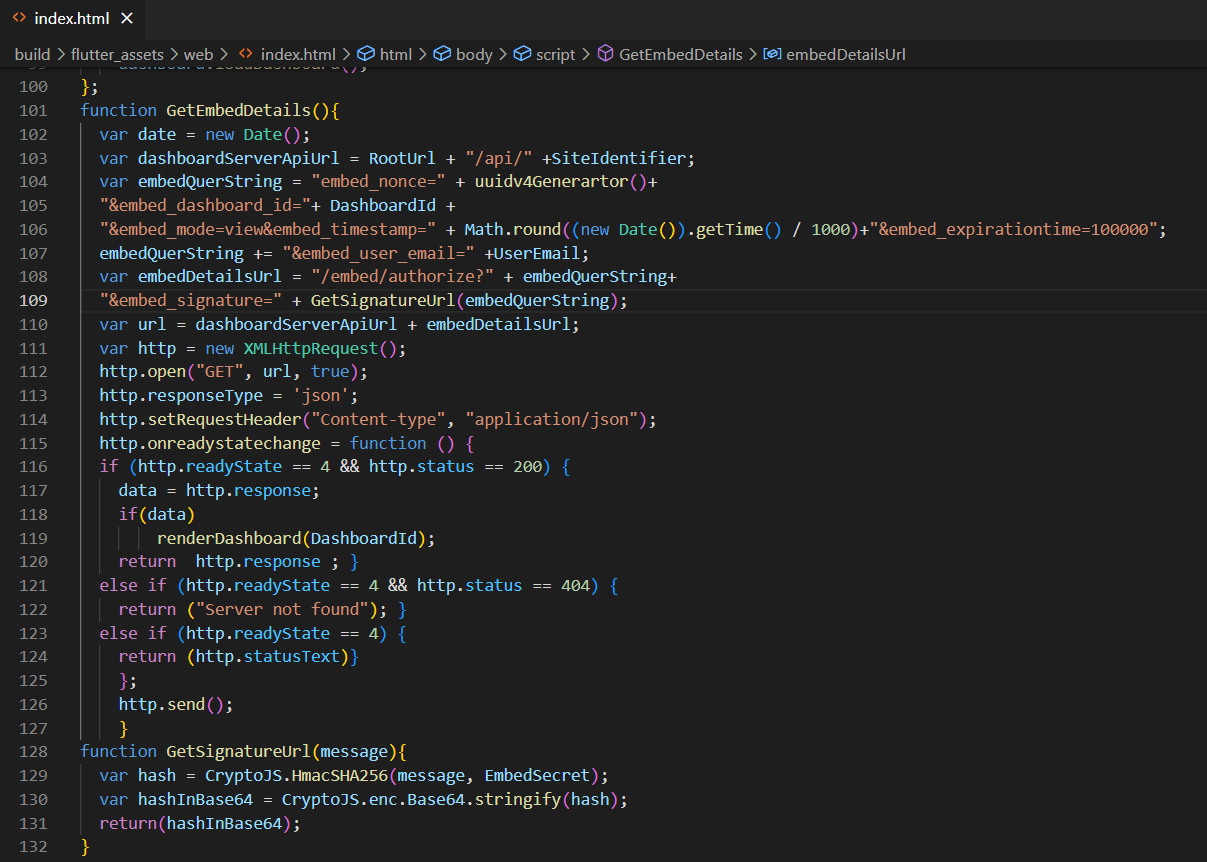 index.html
build > flutter_assets > web > index.html > html > body > script > GetEmbedDetails > embedDetailsUrl
100 };
101 function GetEmbedDetails(){
102 var date = new Date();
103 var dashboardServerApiUrl = RootUrl + "/api/" +SiteIdentifier;
104 var embedQuerString = "embed_nonce=" + uuidv4Generartor()+
105 "&embed_dashboard_id="+ DashboardId +
106 "&embed_mode=view&embed_timestamp=" + Math.round((new Date()).getTime() / 1000)+"&embed_expirationtime=100000";
107 embedQuerString += "&embed_user_email=" +UserEmail;
108 var embedDetailsUrl = "/embed/authorize?" + embedQuerString+
109 "&embed_signature=" + GetSignatureUrl(embedQuerString);
110 var url = dashboardServerApiUrl + embedDetailsUrl;
111 var http = new XMLHttpRequest();
112 http.open("GET", url, true);
113 http.responseType = 'json';
114 http.setRequestHeader("Content-type", "application/json");
115 http.onreadystatechange = function () {
116 if (http.readyState == 4 && http.status == 200) {
117 data = http.response;
118 if(data)
119 renderDashboard(DashboardId);
120 return  http.response ; }
121 else if (http.readyState == 4 && http.status == 404) {
122 return ("Server not found"); }
123 else if (http.readyState == 4) {
124 return (http.statusText)}
125 };
126 http.send();
127 }
128 function GetSignatureUrl(message){
129 var hash = CryptoJS.HmacSHA256(message, EmbedSecret);
130 var hashInBase64 = CryptoJS.enc.Base64.stringify(hash);
131 return(hashInBase64);
132 }